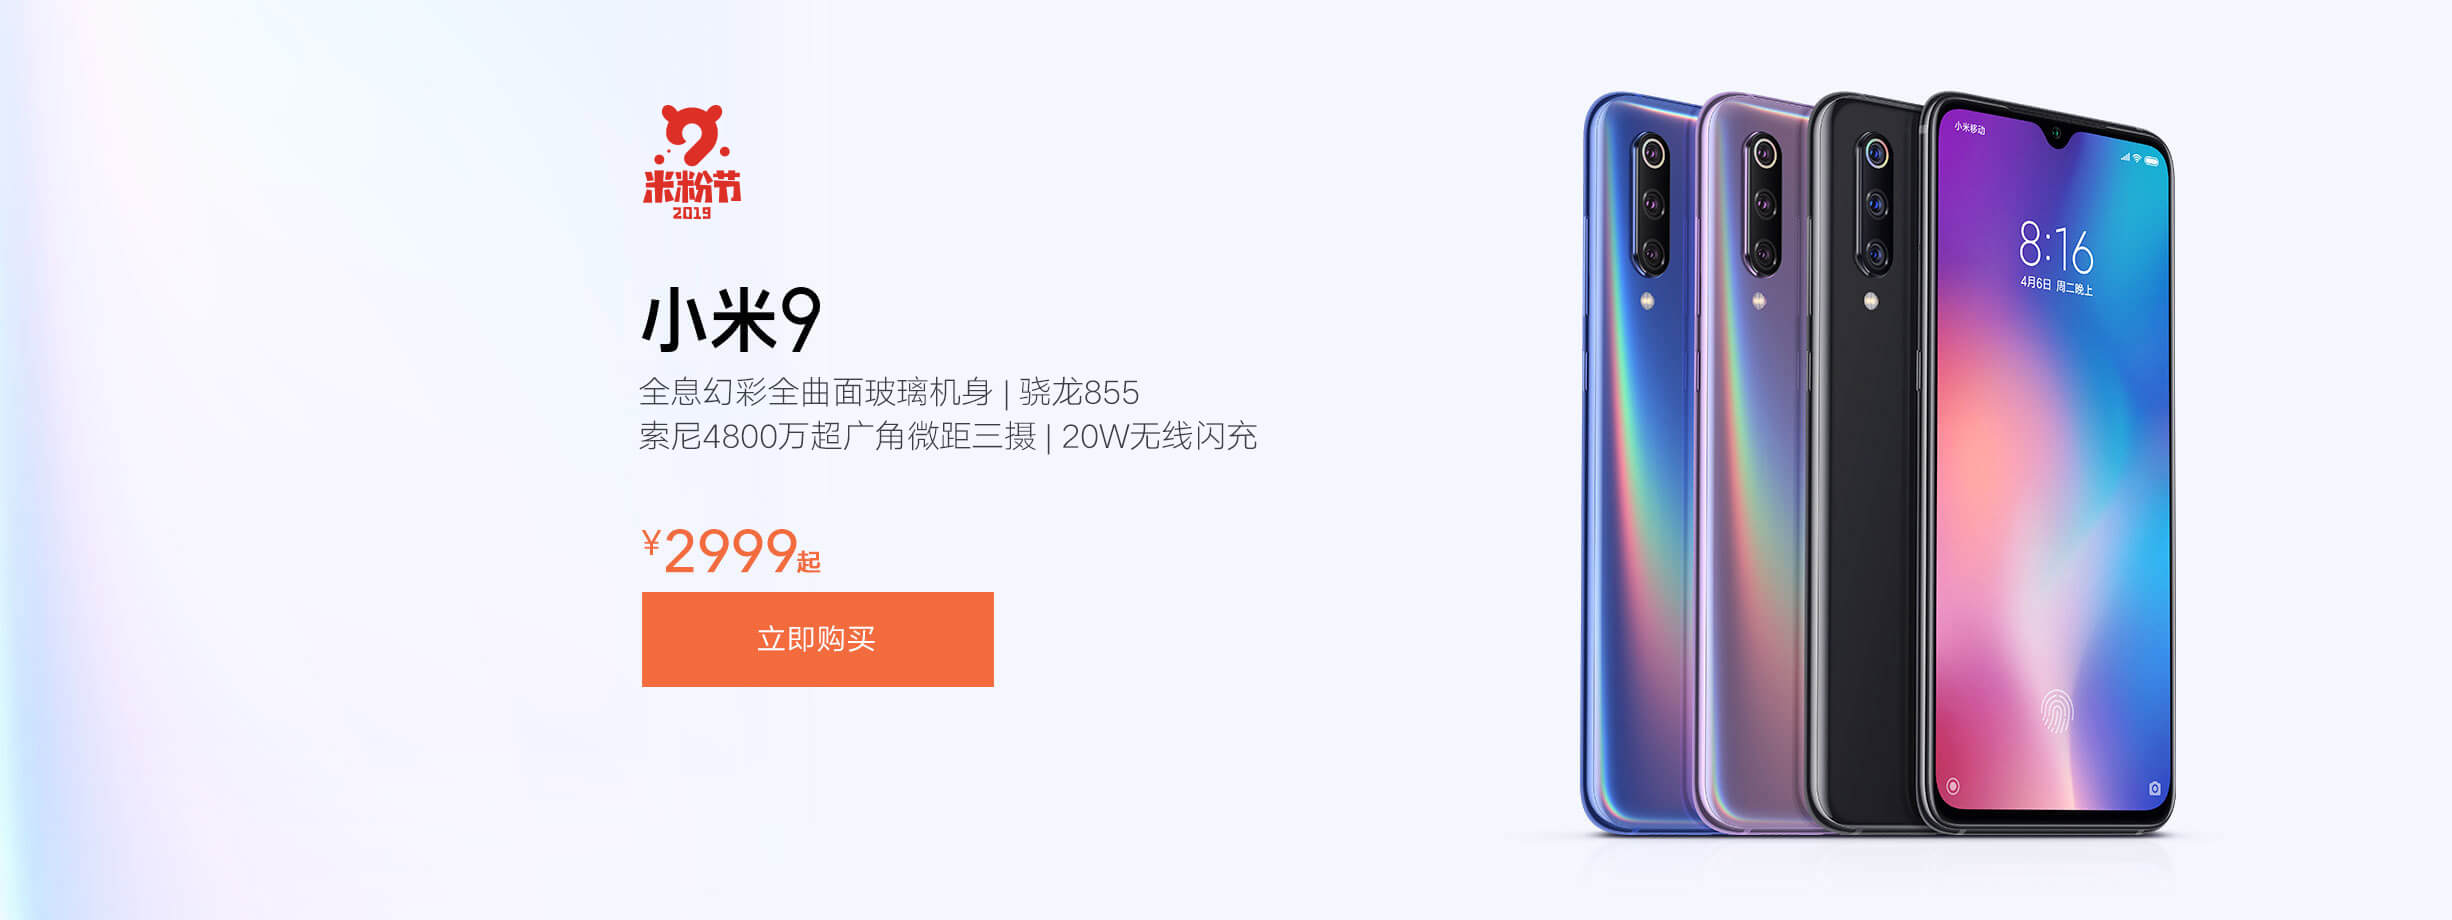 米粉节
2019
小米9
全息幻彩全曲面玻璃机身 | 骁龙855
索尼4800万超广角微距三摄 | 20W无线闪充
¥2999起
立即购买
小米移动
8:16
4月6日 周二晚上